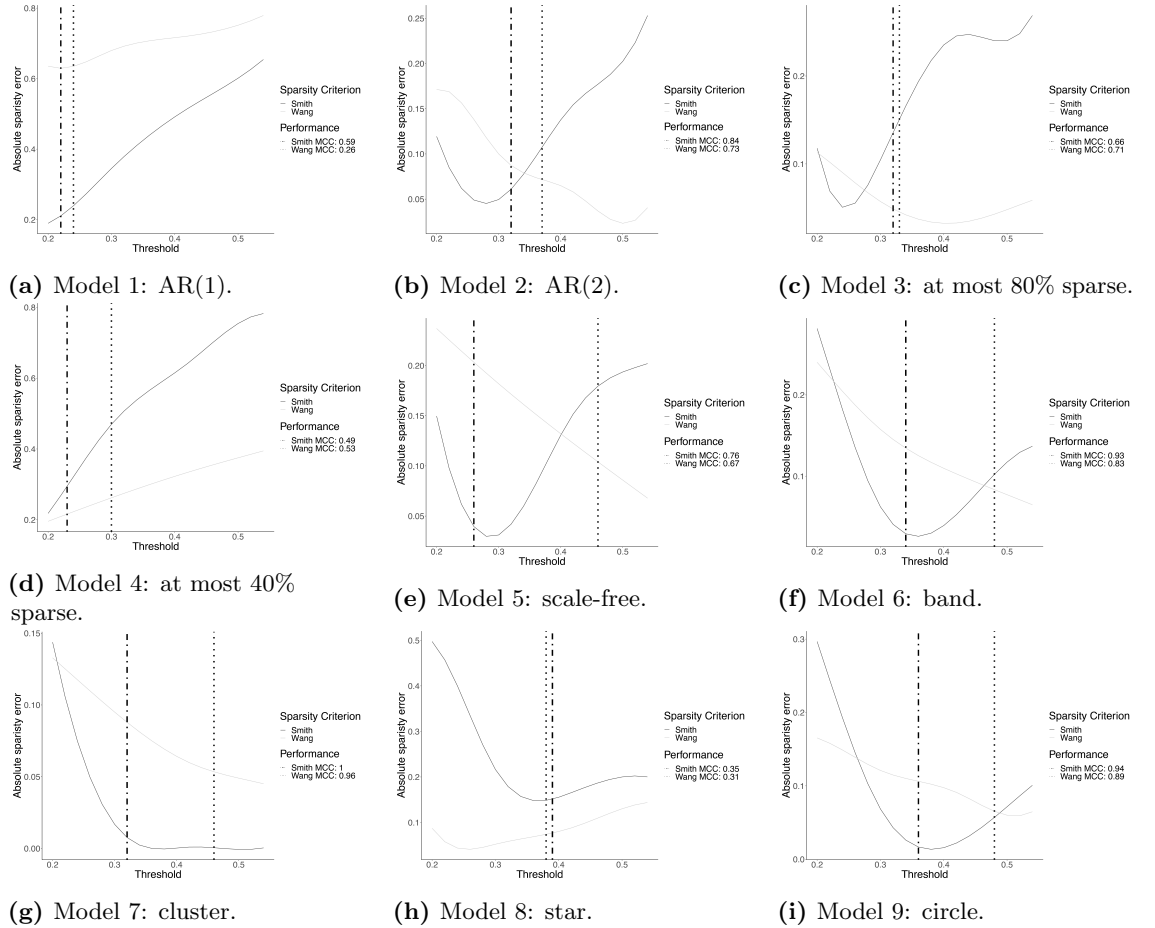 0.8
0.6
0.4
0.2
0.2 0.3 0.4 0.5
Absolute sparisty error
Threshold
Sparsity Criterion
Smith
Wang
Performance
Smith MCC: 0.59
Wang MCC: 0.26
(a) Model 1: AR(1).
0.25
0.20
0.15
0.10
0.05
0.2 0.3 0.4 0.5
Absolute sparisty error
Threshold
Sparsity Criterion
Smith
Wang
Performance
Smith MCC: 0.84
Wang MCC: 0.73
(b) Model 2: AR(2).
0.2
0.1
0.2 0.3 0.4 0.5
Absolute sparisty error
Threshold
Sparsity Criterion
Smith
Wang
Performance
Smith MCC: 0.66
Wang MCC: 0.71
(c) Model 3: at most 80% sparse.
0.8
0.6
0.4
0.2
0.2 0.3 0.4 0.5
Absolute sparisty error
Threshold
Sparsity Criterion
Smith
Wang
Performance
Smith MCC: 0.49
Wang MCC: 0.53
(d) Model 4: at most 40%
sparse.
0.20
0.15
0.10
0.05
0.2 0.3 0.4 0.5
Absolute sparisty error
Threshold
Sparsity Criterion
Smith
Wang
Performance
Smith MCC: 0.76
Wang MCC: 0.67
(e) Model 5: scale-free.
0.2
0.1
0.2 0.3 0.4 0.5
Absolute sparisty error
Threshold
Sparsity Criterion
Smith
Wang
Performance
Smith MCC: 0.93
Wang MCC: 0.83
(f) Model 6: band.
0.15
0.10
0.05
0.00
0.2 0.3 0.4 0.5
Absolute sparisty error
Threshold
Sparsity Criterion
Smith
Wang
Performance
Smith MCC: 1
Wang MCC: 0.96
(g) Model 7: cluster.
0.5
0.4
0.3
0.2
0.1
0.2 0.3 0.4 0.5
Absolute sparisty error
Threshold
Sparsity Criterion
Smith
Wang
Performance
Smith MCC: 0.35
Wang MCC: 0.31
(h) Model 8: star.
0.3
0.2
0.1
0.0
0.2 0.3 0.4 0.5
Absolute sparisty error
Threshold
Sparsity Criterion
Smith
Wang
Performance
Smith MCC: 0.94
Wang MCC: 0.89
(i) Model 9: circle.